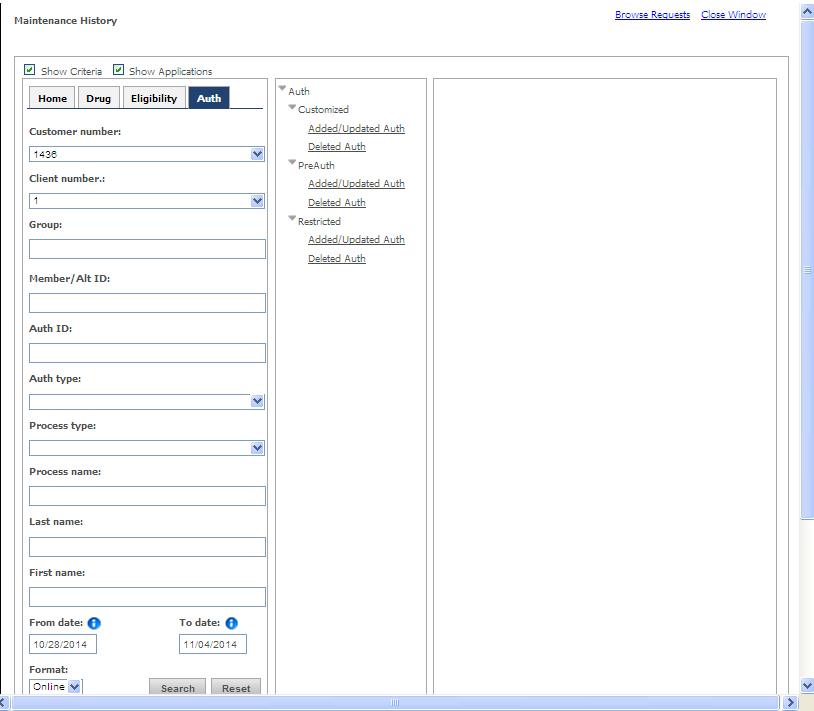 Maintenance History
Browse Requests Close Window
Show Criteria Show Applications
Home Drug Eligibility Auth
Customer number:
1436
Client number.:
1
Group:
Member/Alt ID:
Auth ID:
Auth type:
Process type:
Process name:
Last name:
First name:
From date: To date:
10/28/2014 11/04/2014
Format:
Online Search Reset
Auth
Customized
Added/Updated Auth
Deleted Auth
PreAuth
Added/Updated Auth
Deleted Auth
Restricted
Added/Updated Auth
Deleted Auth